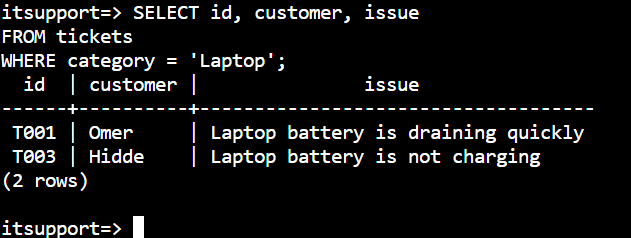 itsupport=> SELECT id, customer, issue
FROM tickets
WHERE category = 'Laptop';
  id  | customer |                issue
------+----------+------------------------------------
 T001 | Omer     | Laptop battery is draining quickly
 T003 | Hidde    | Laptop battery is not charging
(2 rows)
itsupport=>